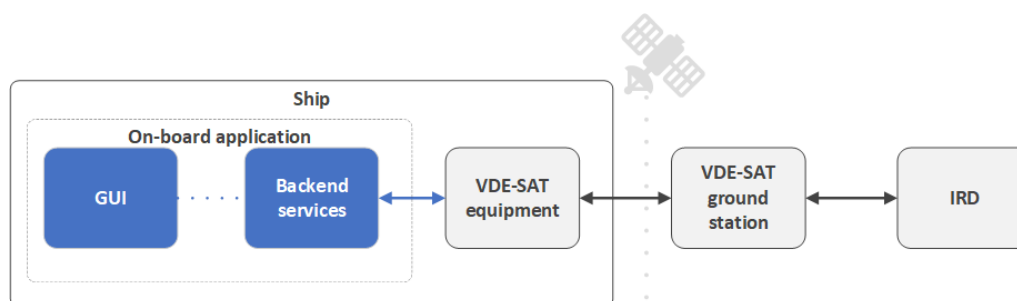 Ship
On-board application
GUI
Backend
services
VDE-SAT
equipment
VDE-SAT
ground
station
IRD